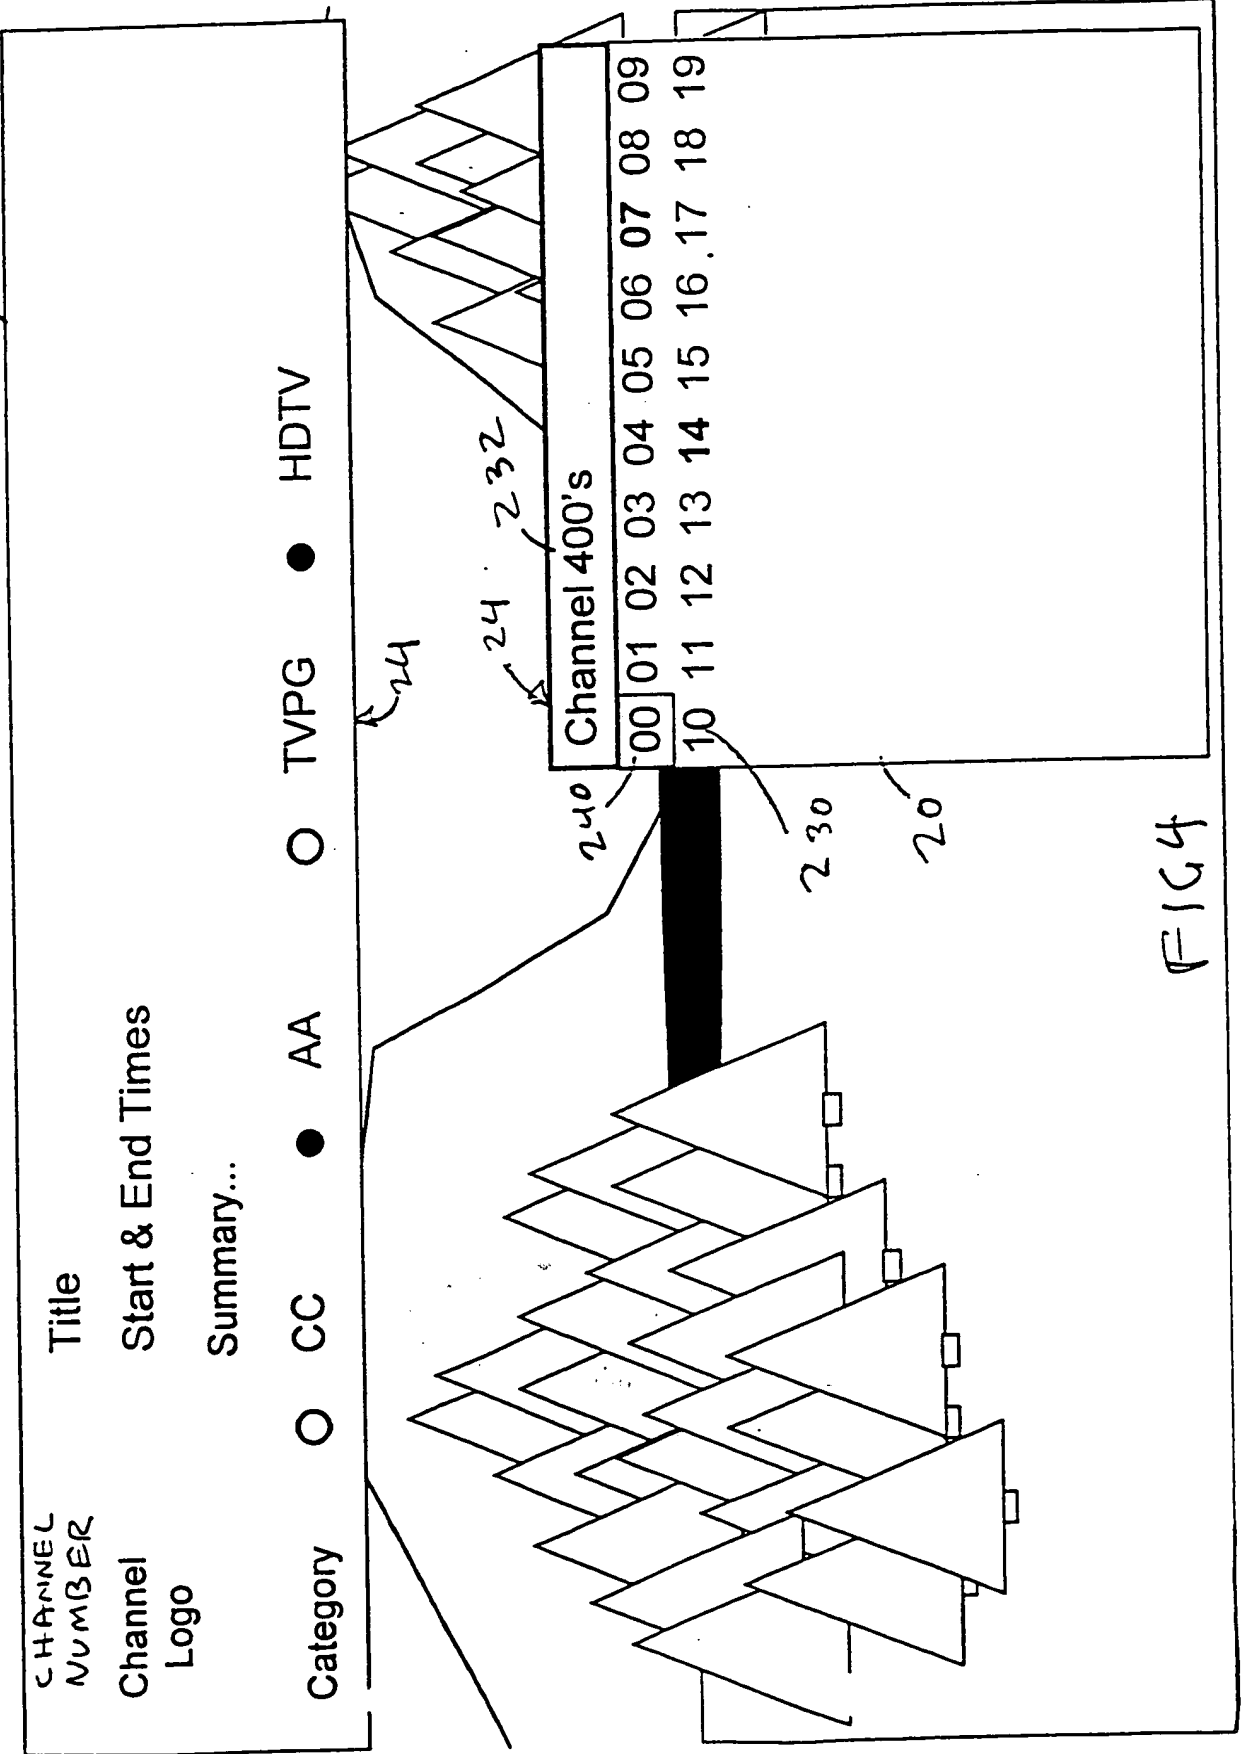 CHANNEL
NUMBER
Title
Channel
Logo
Start & End Times
Summary...
Category ○ CC ● AA ○ TVPG ● HDTV
24
24
232
Channel 400's
240
00 01 02 03 04 05 06 07 08 09
10 11 12 13 14 15 16 17 18 19
230
20
FIG4